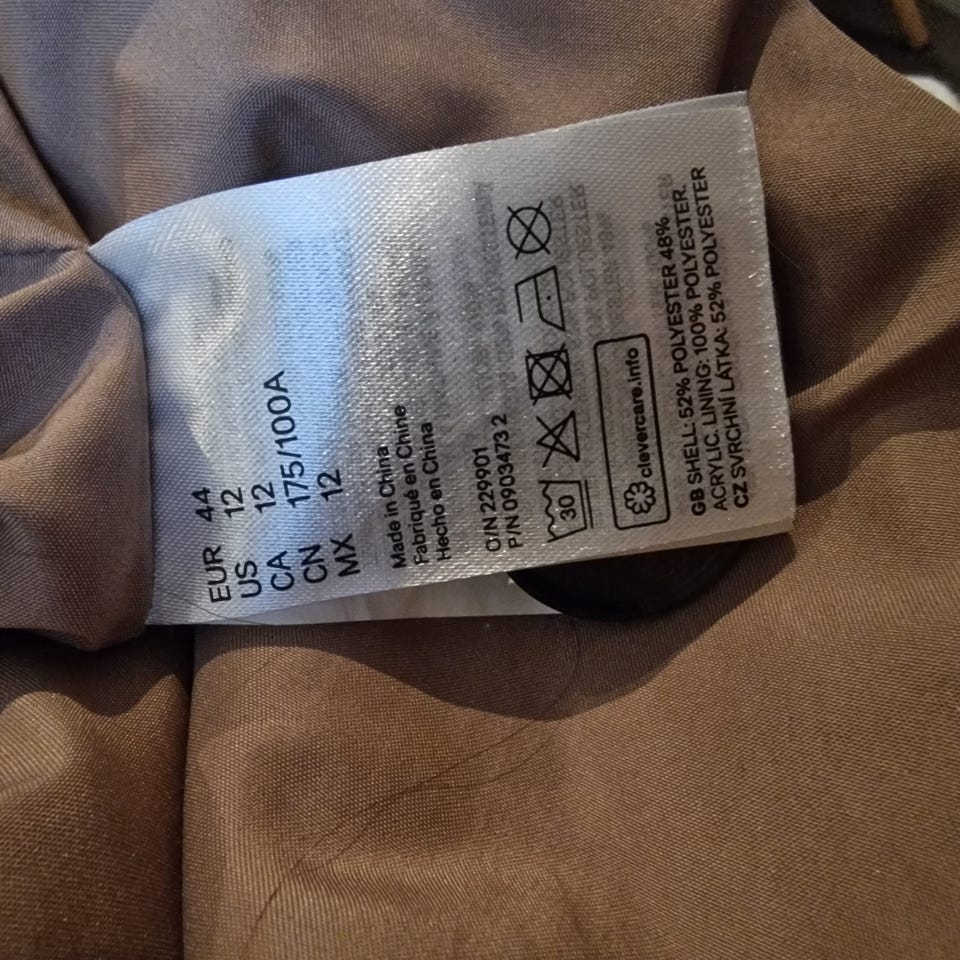 EUR 44
US 12
CA 12
CN 175/100A
MX 12
Made in China
Fabriqué en Chine
Hecho en China
C/N 229901
P/N 0903473 2
30
clevercare.info
GB SHELL: 52% POLYESTER 48%
ACRYLIC. LINING: 100% POLYESTER.
CZ SVRCHNÍ LÁTKA: 52% POLYESTER